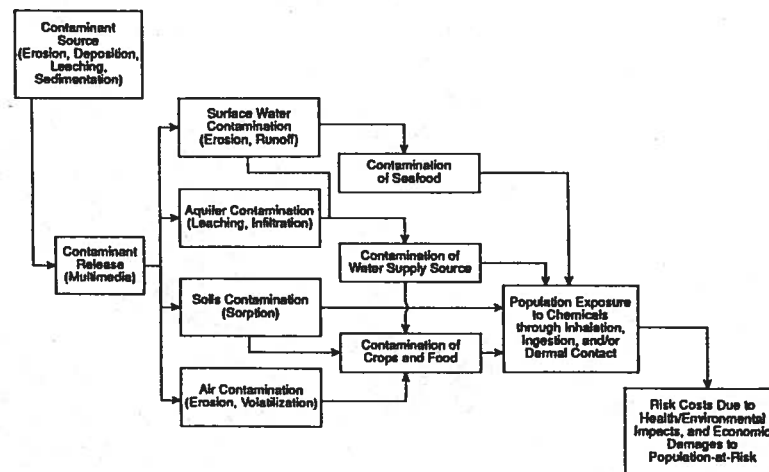 Contaminant
Source
(Erosion, Deposition,
Leaching,
Sedimentation)
Surface Water
Contamination
(Erosion, Runoff)
Contamination
of Seafood
Aquifer Contamination
(Leaching, Infiltration)
Contaminant
Release
(Multimedia)
Contamination of
Water Supply Source
Soils Contamination
(Sorption)
Population Exposure
to Chemicals
through Inhalation,
Ingestion, and/or
Dermal Contact
Contamination of
Crops and Food
Air Contamination
(Erosion, Volatilization)
Risk Costs Due to
Health/Environmental
Impacts, and Economic
Damages to
Population-at-Risk